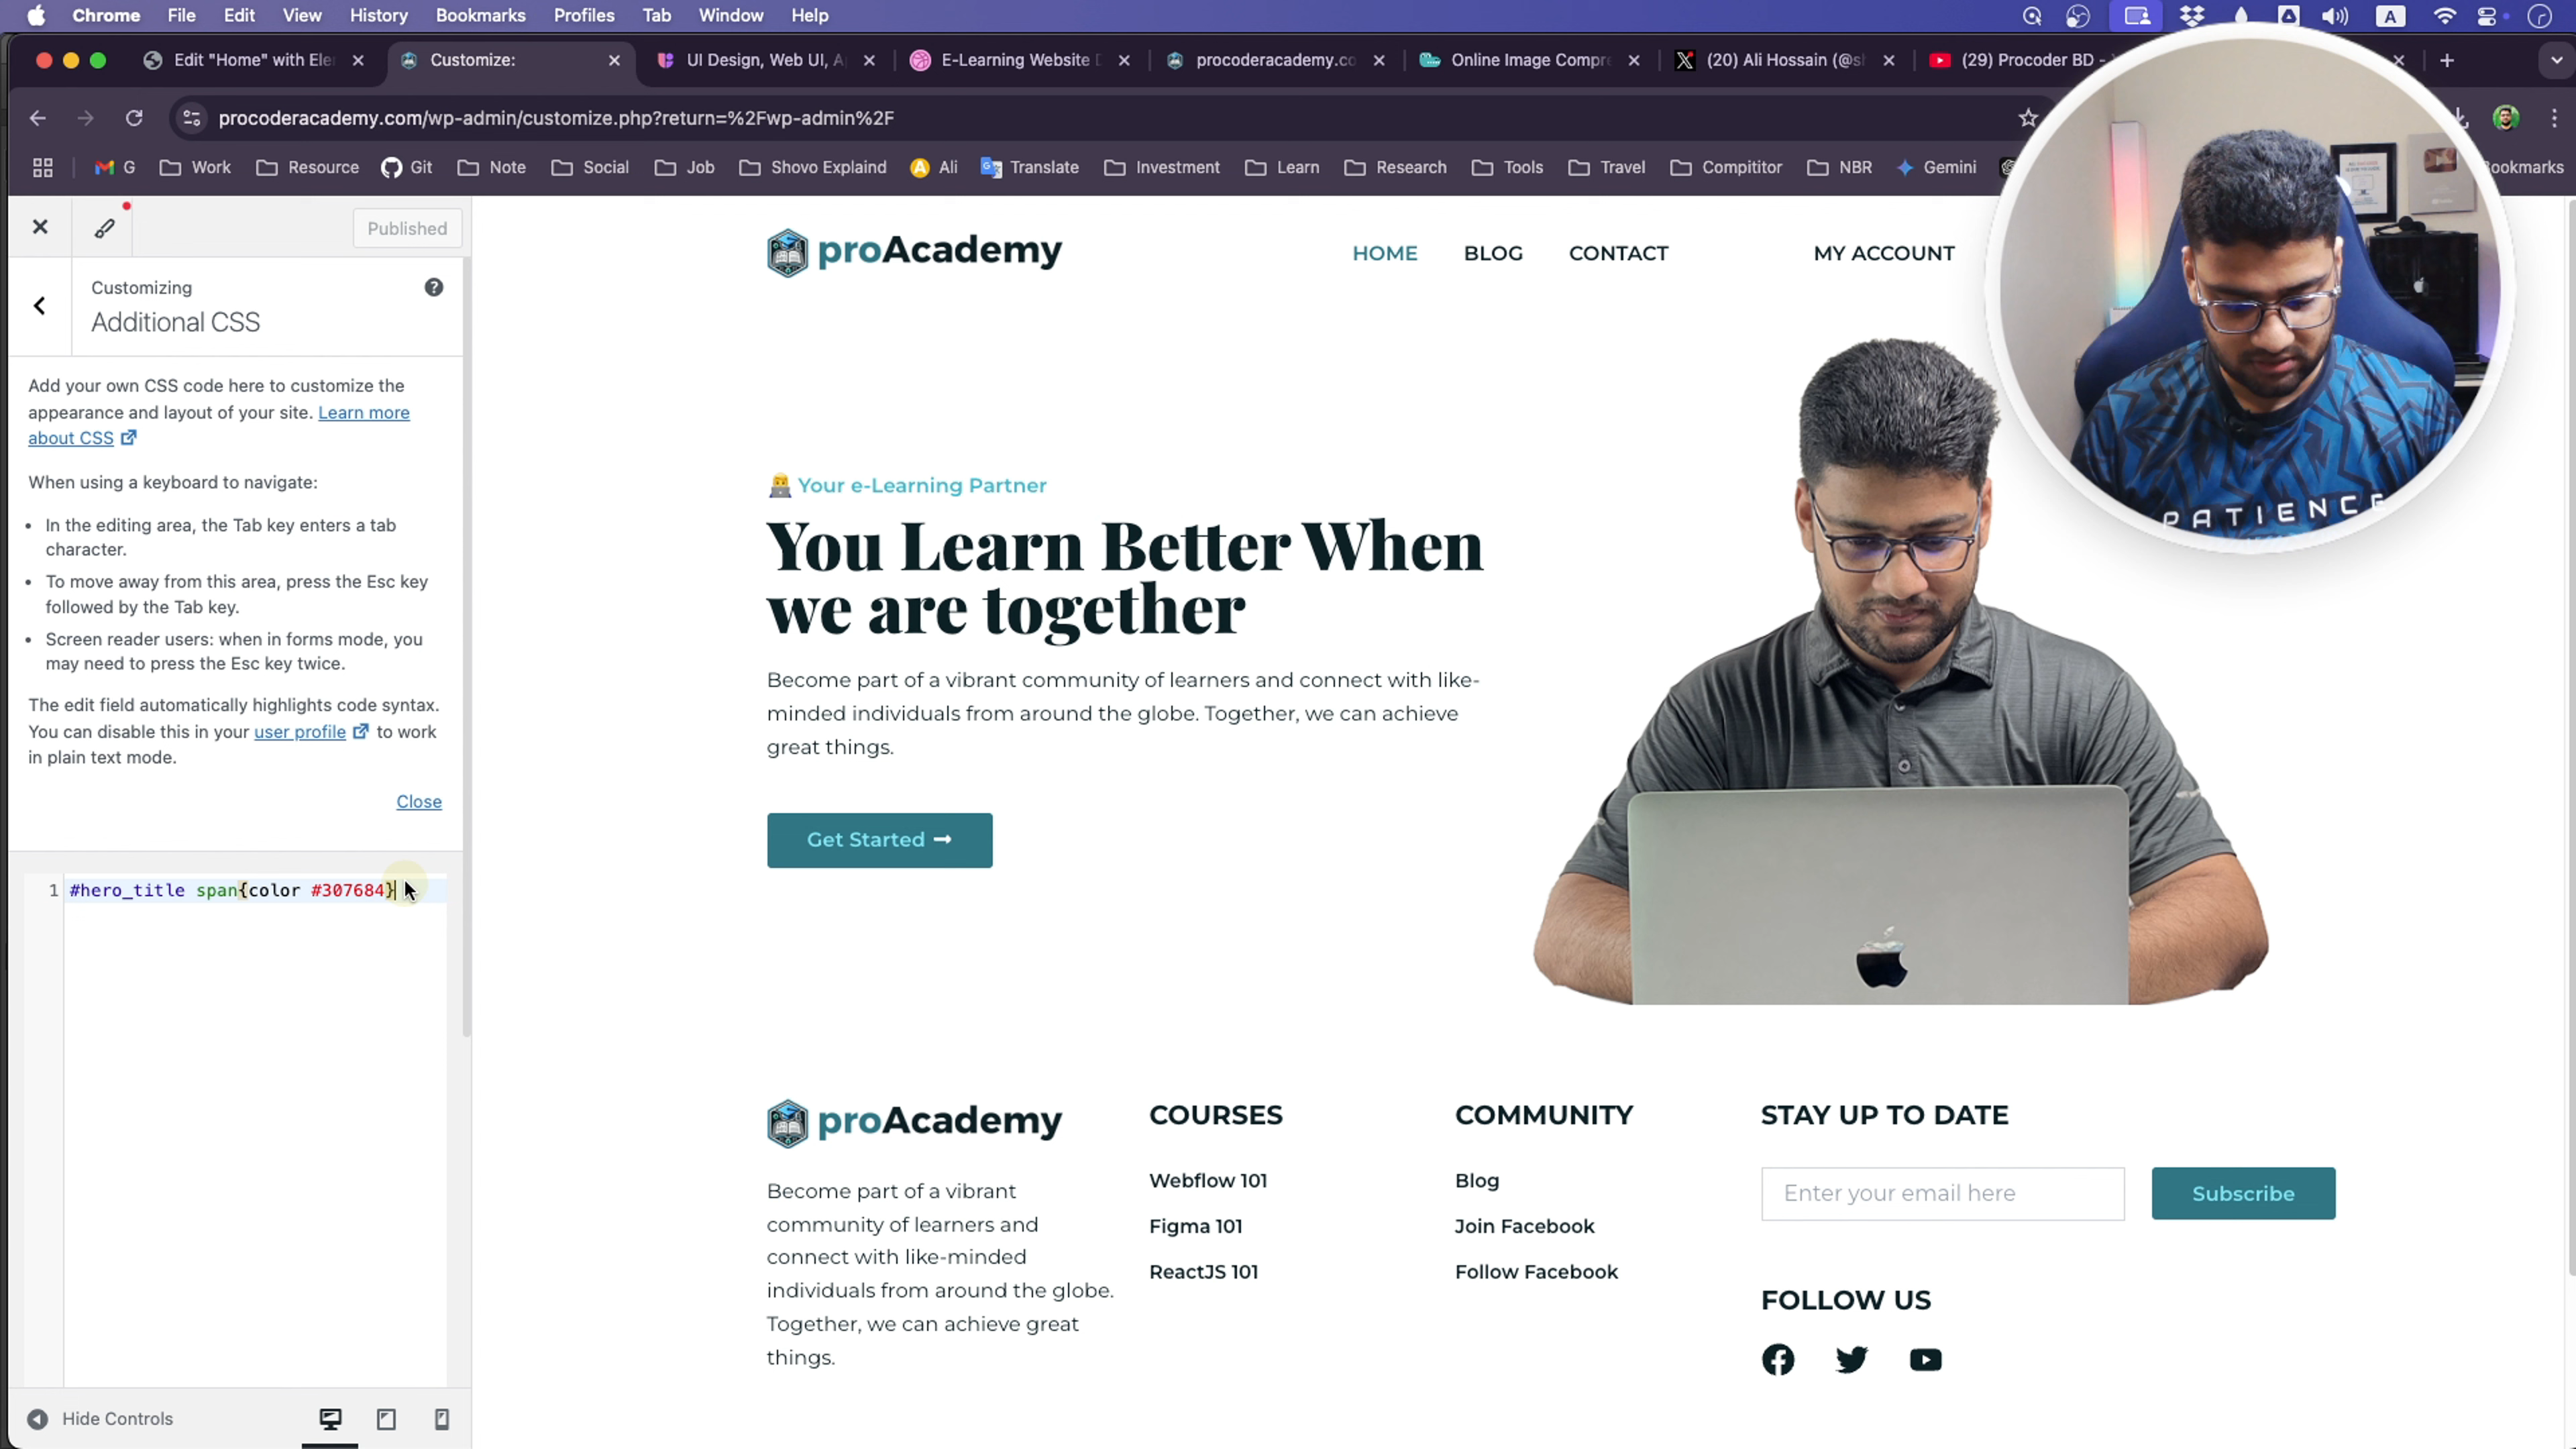 Chrome File Edit View History Bookmarks Profiles Tab Window Help
A
Edit "Home" with Ele
Customize:
UI Design, Web UI, A
E-Learning Website D
procoderacademy.co
Online Image Compre
(20) Ali Hossain (@sh
(29) Procoder BD -
procoderacademy.com/wp-admin/customize.php?return=%2Fwp-admin%2F
G Work Resource Git Note Social Job Shovo Explaind Ali Translate Investment Learn Research Tools Travel Compititor NBR Gemini
Bookmarks
Published
Customizing
Additional CSS
Add your own CSS code here to customize the
appearance and layout of your site. Learn more
about CSS
When using a keyboard to navigate:
• In the editing area, the Tab key enters a tab
character.
• To move away from this area, press the Esc key
followed by the Tab key.
• Screen reader users: when in forms mode, you
may need to press the Esc key twice.
The edit field automatically highlights code syntax.
You can disable this in your user profile to work
in plain text mode.
Close
1 #hero_title span{color #307684}
Hide Controls
proAcademy
HOME BLOG CONTACT MY ACCOUNT
Your e-Learning Partner
You Learn Better When
we are together
Become part of a vibrant community of learners and connect with like-
minded individuals from around the globe. Together, we can achieve
great things.
Get Started
PATIENCE
proAcademy
Become part of a vibrant
community of learners and
connect with like-minded
individuals from around the globe.
Together, we can achieve great
things.
COURSES
Webflow 101
Figma 101
ReactJS 101
COMMUNITY
Blog
Join Facebook
Follow Facebook
STAY UP TO DATE
Enter your email here
Subscribe
FOLLOW US